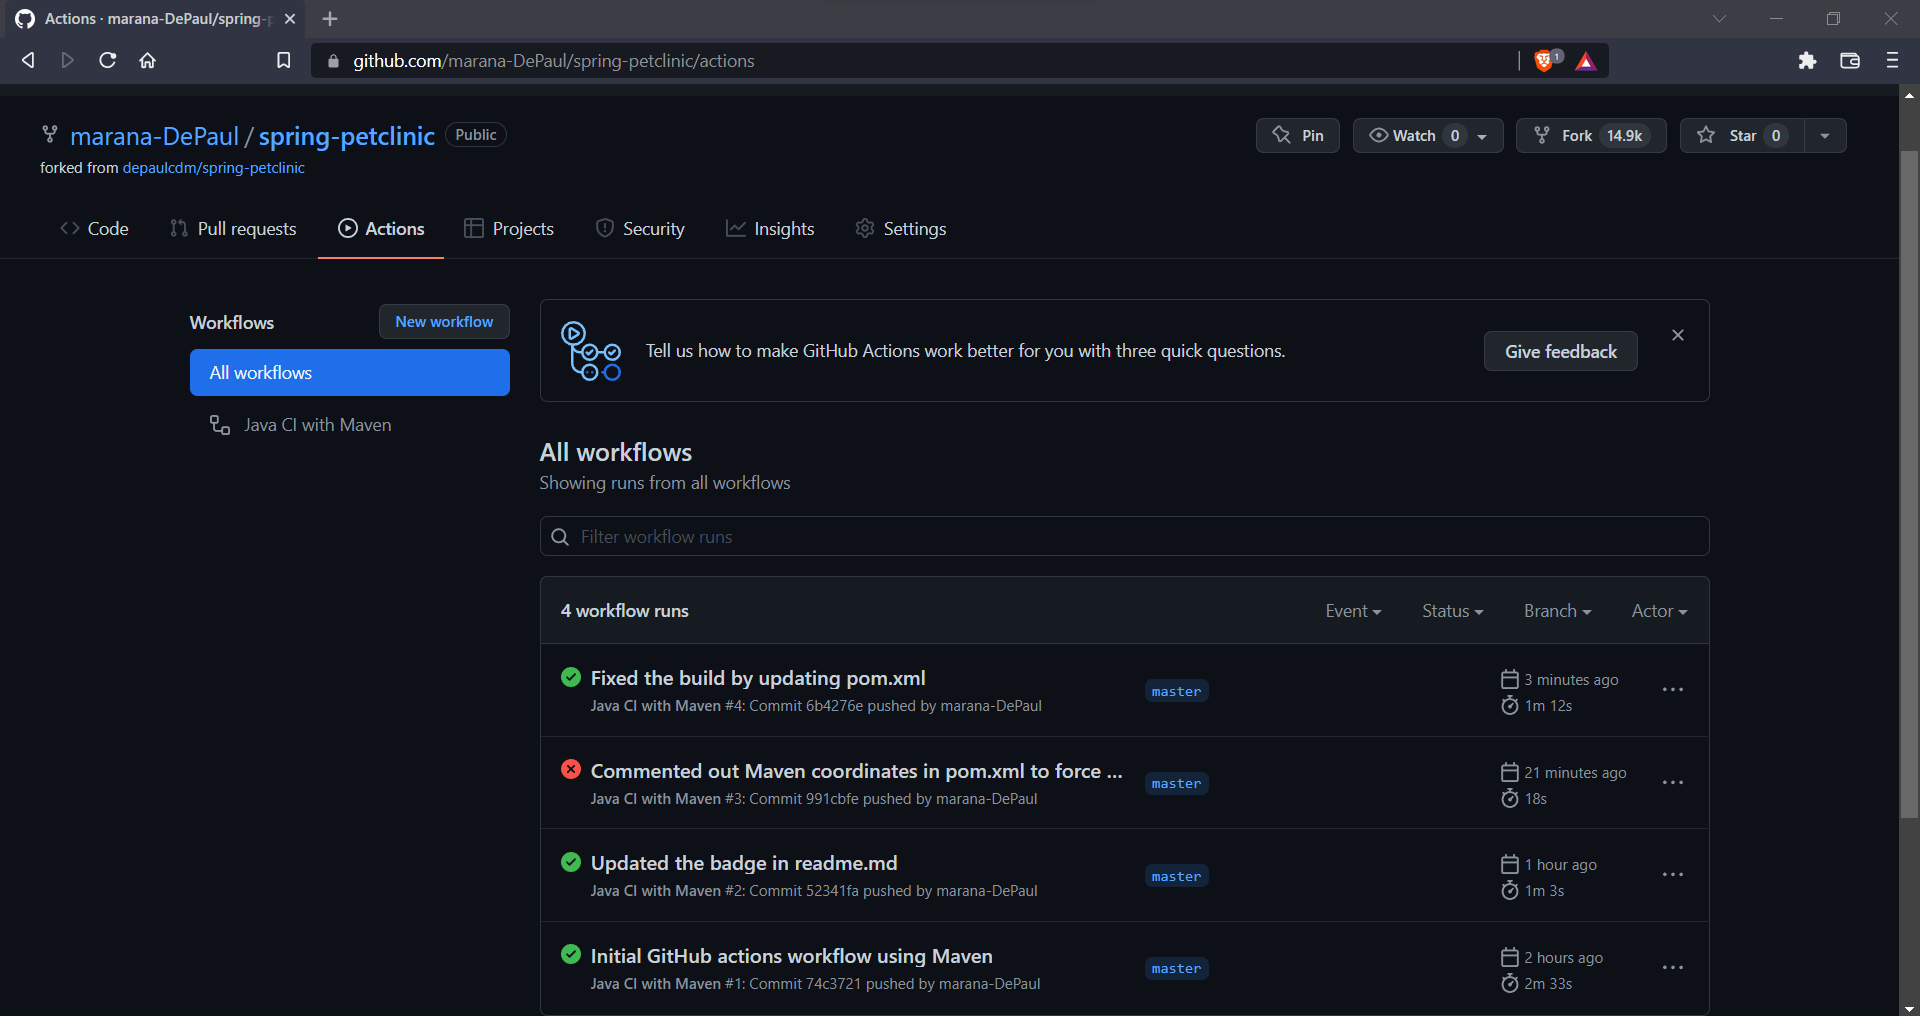 Actions · marana-DePaul/spring-p
github.com/marana-DePaul/spring-petclinic/actions
1
marana-DePaul / spring-petclinic Public
Pin
Watch 0
Fork 14.9k
Star 0
forked from depaulcdm/spring-petclinic
Code
Pull requests
Actions
Projects
Security
Insights
Settings
Workflows
New workflow
All workflows
Java CI with Maven
Tell us how to make GitHub Actions work better for you with three quick questions.
Give feedback
All workflows
Showing runs from all workflows
Filter workflow runs
4 workflow runs
Event
Status
Branch
Actor
Fixed the build by updating pom.xml
Java CI with Maven #4: Commit 6b4276e pushed by marana-DePaul
master
3 minutes ago
1m 12s
Commented out Maven coordinates in pom.xml to force ...
Java CI with Maven #3: Commit 991cbfe pushed by marana-DePaul
master
21 minutes ago
18s
Updated the badge in readme.md
Java CI with Maven #2: Commit 52341fa pushed by marana-DePaul
master
1 hour ago
1m 3s
Initial GitHub actions workflow using Maven
Java CI with Maven #1: Commit 74c3721 pushed by marana-DePaul
master
2 hours ago
2m 33s